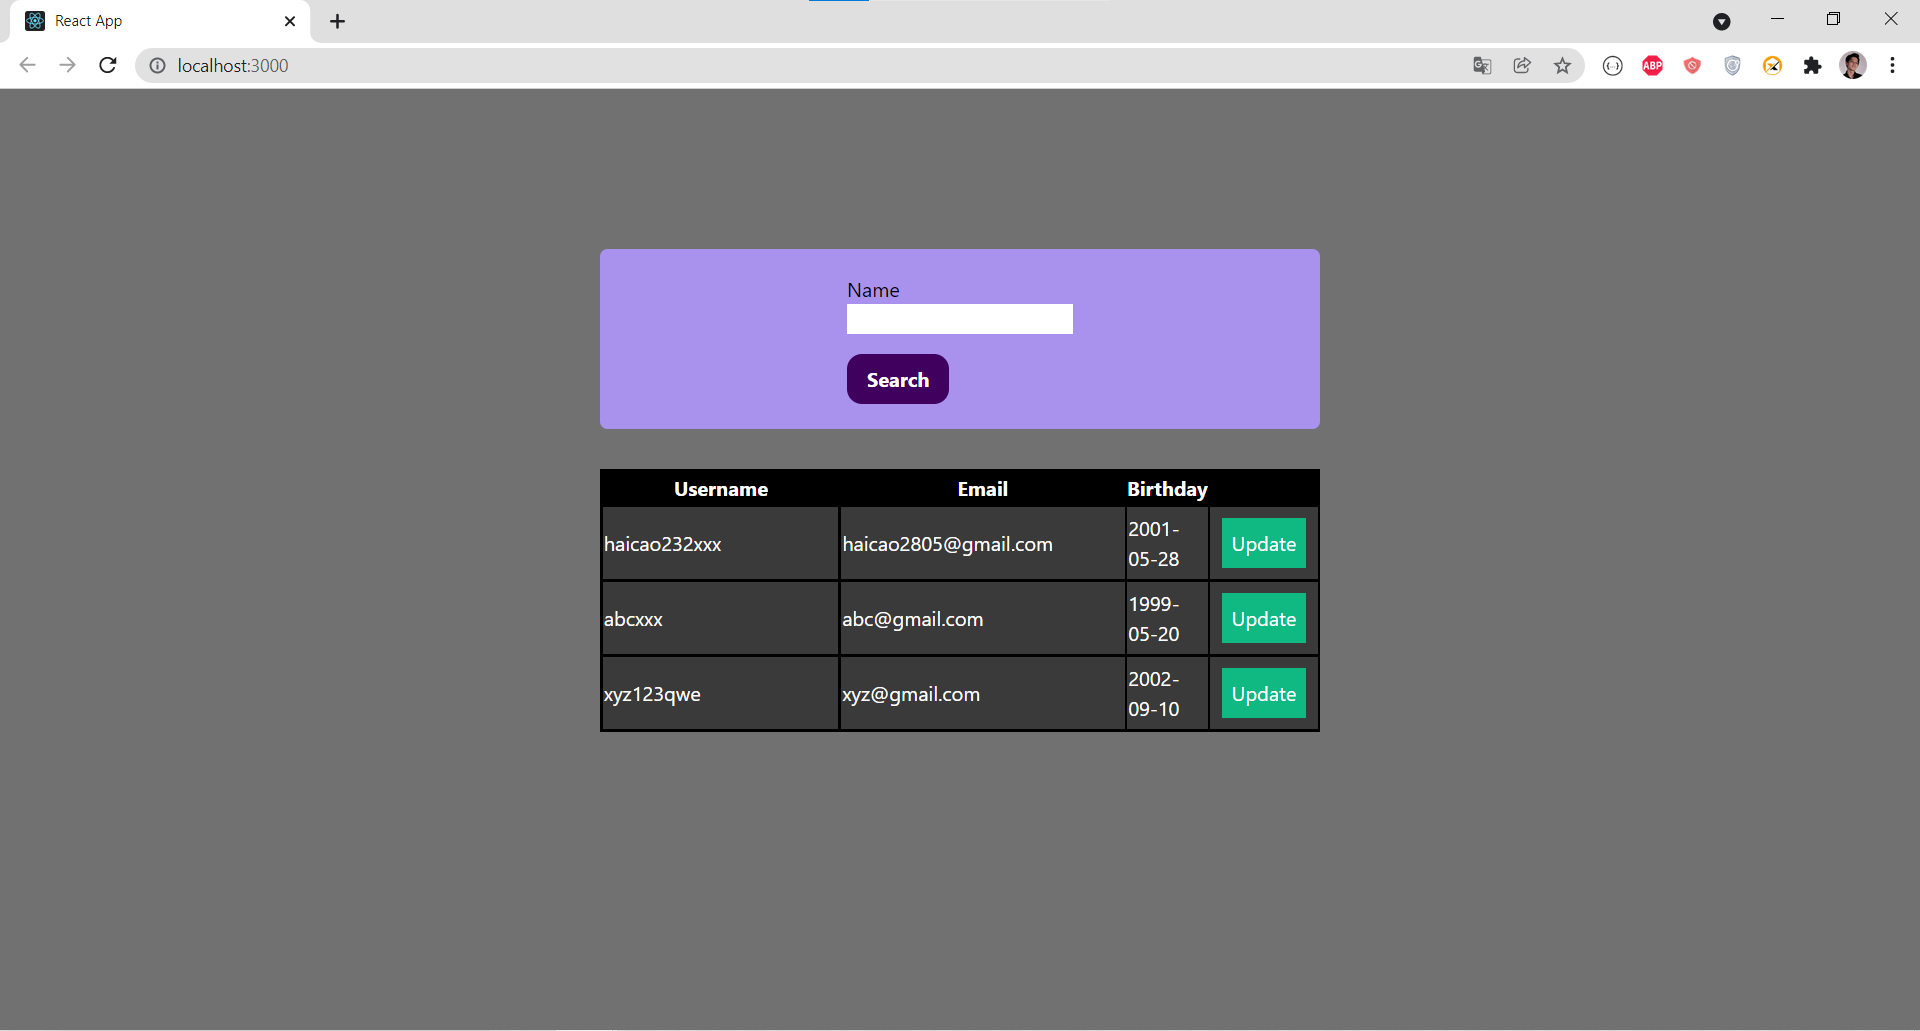 React App
localhost:3000
ABP
Name
Search
Username Email Birthday
haicao232xxx haicao2805@gmail.com 2001-
05-28 Update
abcxxx abc@gmail.com 1999-
05-20 Update
xyz123qwe xyz@gmail.com 2002-
09-10 Update